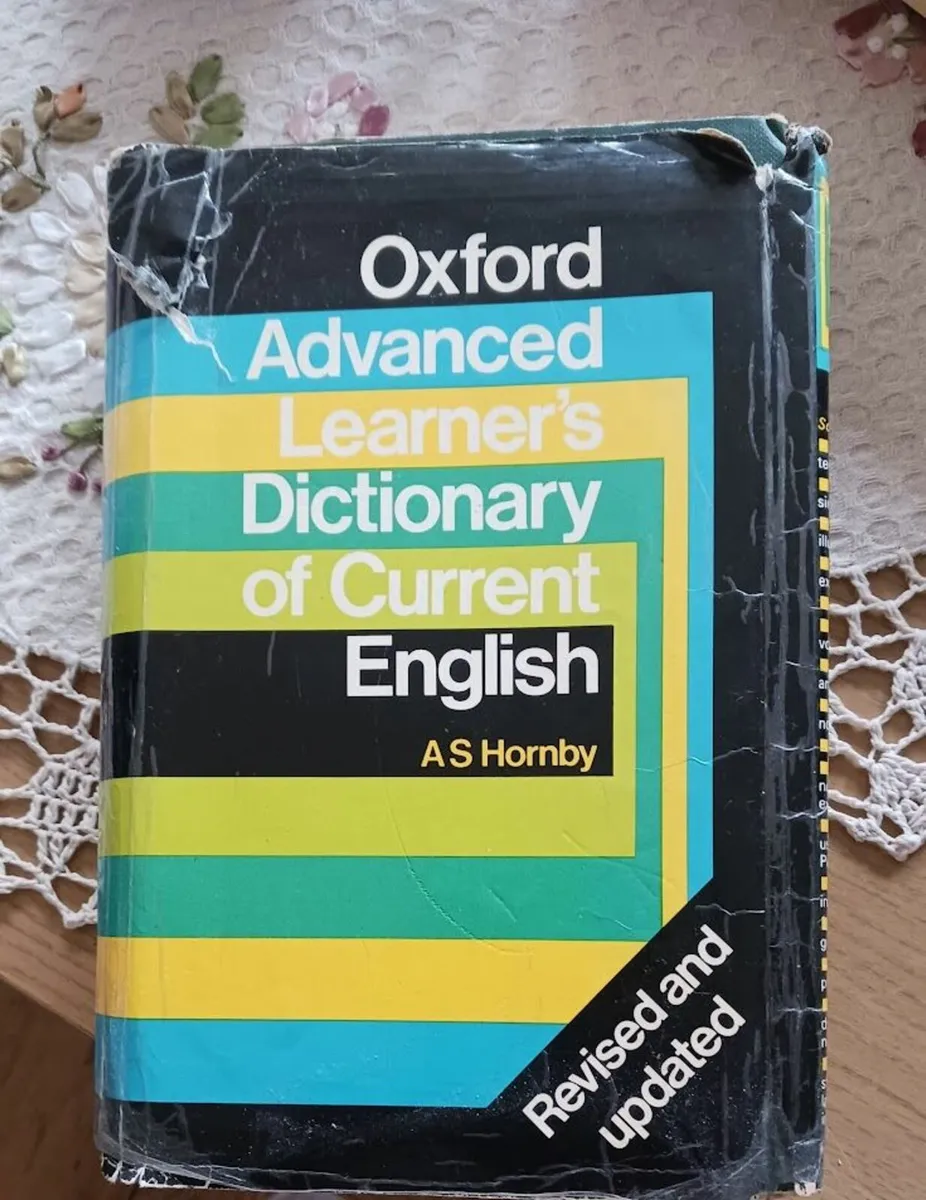 Oxford
Advanced
Learner's
Dictionary
of Current
English
A S Hornby
Revised and
updated